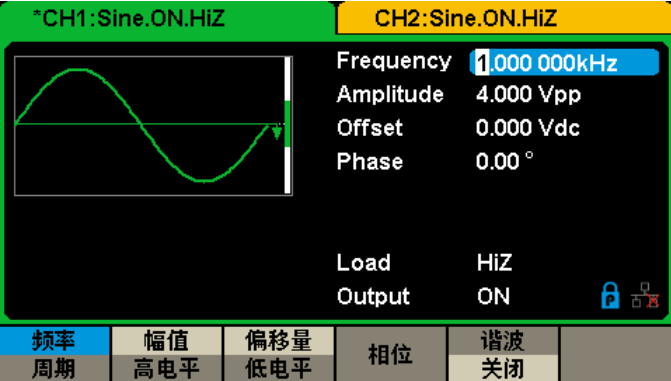 *CH1:Sine.ON.HiZ CH2:Sine.ON.HiZ
Frequency 1.000 000kHz
Amplitude 4.000 Vpp
Offset 0.000 Vdc
Phase 0.00 °
Load HiZ
Output ON
P
频率 幅值 偏移量 相位 谐波
周期 高电平 低电平 关闭